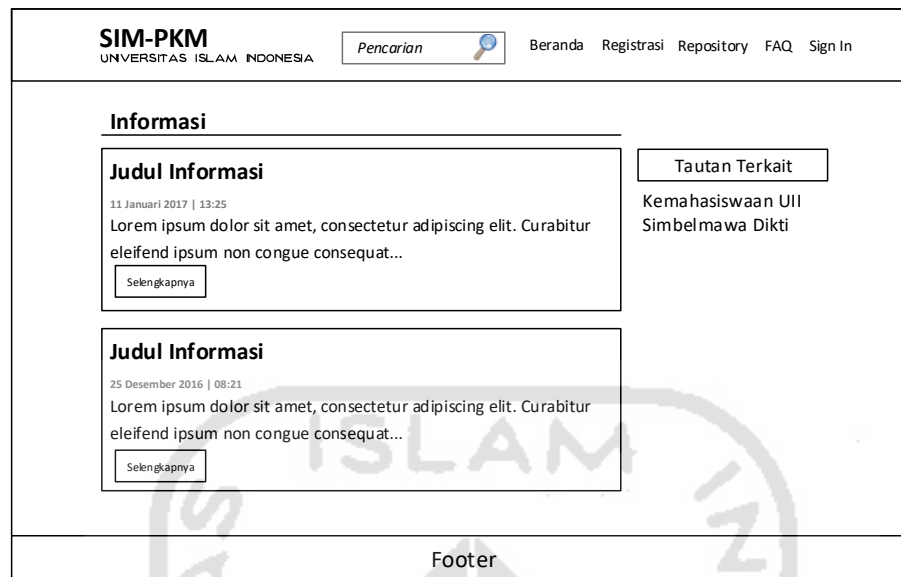 SIM-PKM
UNIVERSITAS ISLAM INDONESIA
Pencarian
Beranda Registrasi Repository FAQ Sign In
Informasi
Judul Informasi
11 Januari 2017 | 13:25
Lorem ipsum dolor sit amet, consectetur adipiscing elit. Curabitur
eleifend ipsum non congue consequat...
Selengkapnya
Tautan Terkait
Kemahasiswaan UII
Simbelmawa Dikti
Judul Informasi
25 Desember 2016 | 08:21
Lorem ipsum dolor sit amet, consectetur adipiscing elit. Curabitur
eleifend ipsum non congue consequat...
Selengkapnya
ISLAM
Footer